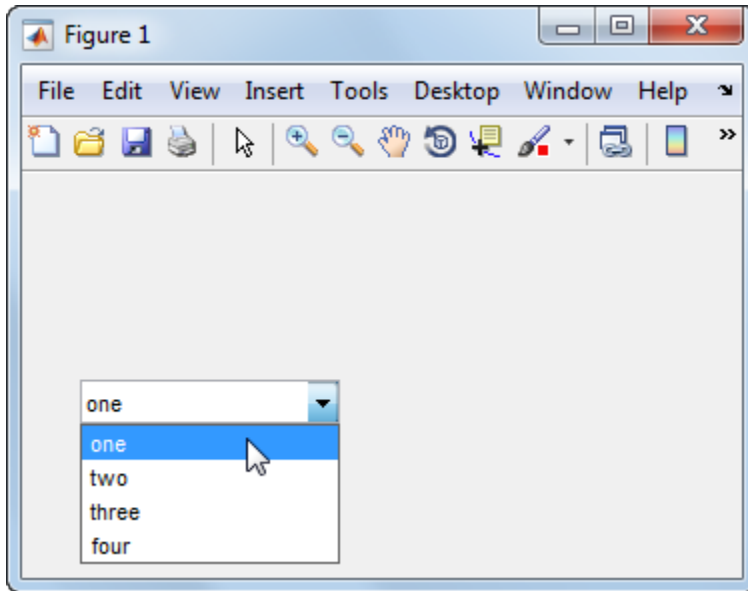 Figure 1
File Edit View Insert Tools Desktop Window Help
one
one
two
three
four